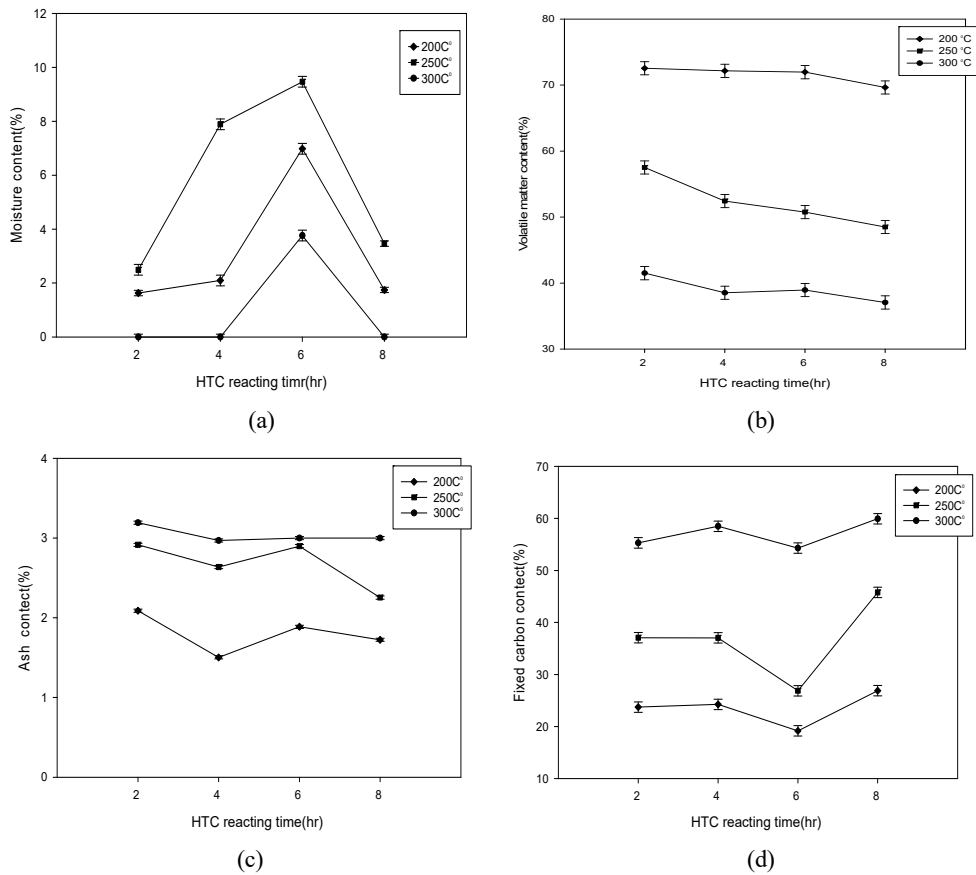 12
10
8
6
4
2
0
Moisture content(%)
200C⁰
250C⁰
300C⁰
2 4 6 8
HTC reacting timr(hr)
(a)
80
70
60
50
40
30
Volatile matter content(%)
200 °C
250 °C
300 °C
2 4 6 8
HTC reacting time(hr)
(b)
4
3
2
1
0
Ash contect(%)
200C⁰
250C⁰
300C⁰
2 4 6 8
HTC reacting time(hr)
(c)
70
60
50
40
30
20
10
Fixed carbon contect(%)
200C⁰
250C⁰
300C⁰
2 4 6 8
HTC reacting time(hr)
(d)